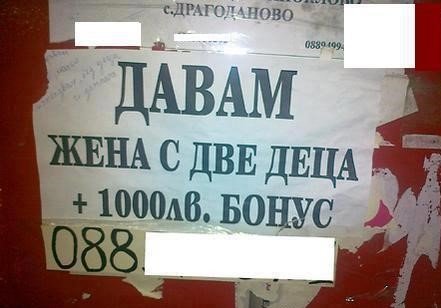 с.ДРАГОДАНОВО
ДАВАМ
ЖЕНА С ДВЕ ДЕЦА
+ 1000лв. БОНУС
088